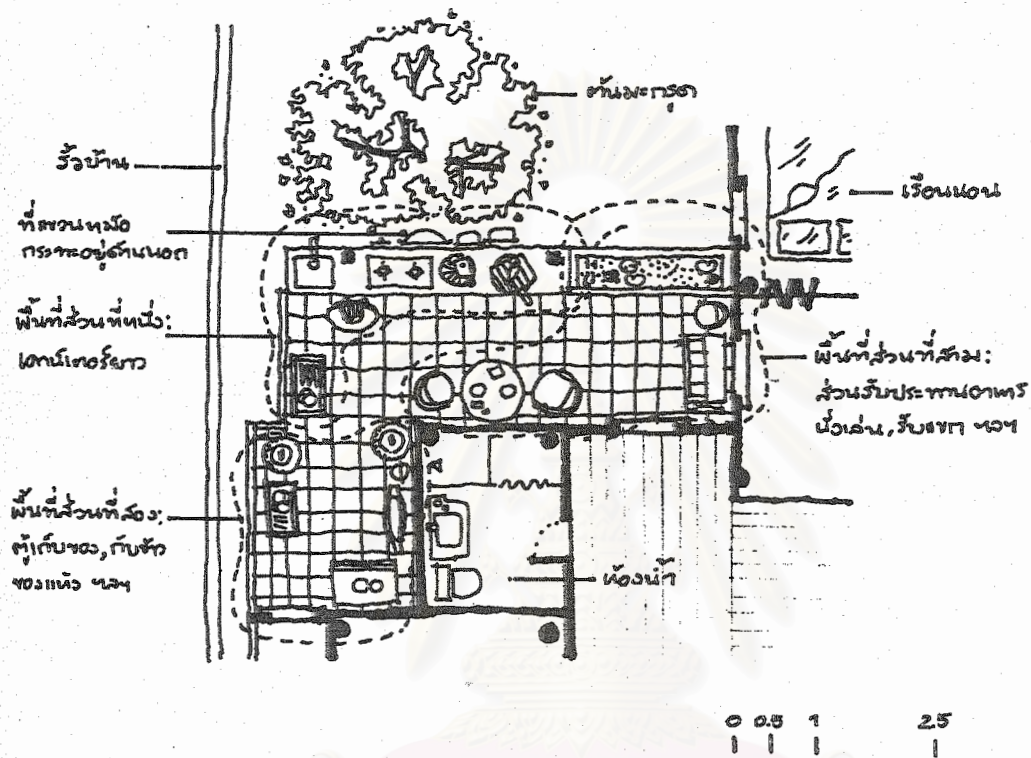 ต้นมะกรูด
รั้วบ้าน
เรือนนอน
ที่แขวนหม้อ
กระทะอยู่ด้านนอก
พื้นที่ส่วนที่หนึ่ง:
เคาน์เตอร์ยาว
พื้นที่ส่วนที่สาม:
ส่วนรับประทานอาหาร
นั่งเล่น, รับแขก ฯลฯ
พื้นที่ส่วนที่สอง:
ตู้เก็บของ, กับข้าว
ของแห้ง ฯลฯ
ห้องน้ำ
0 0.5 1 2.5